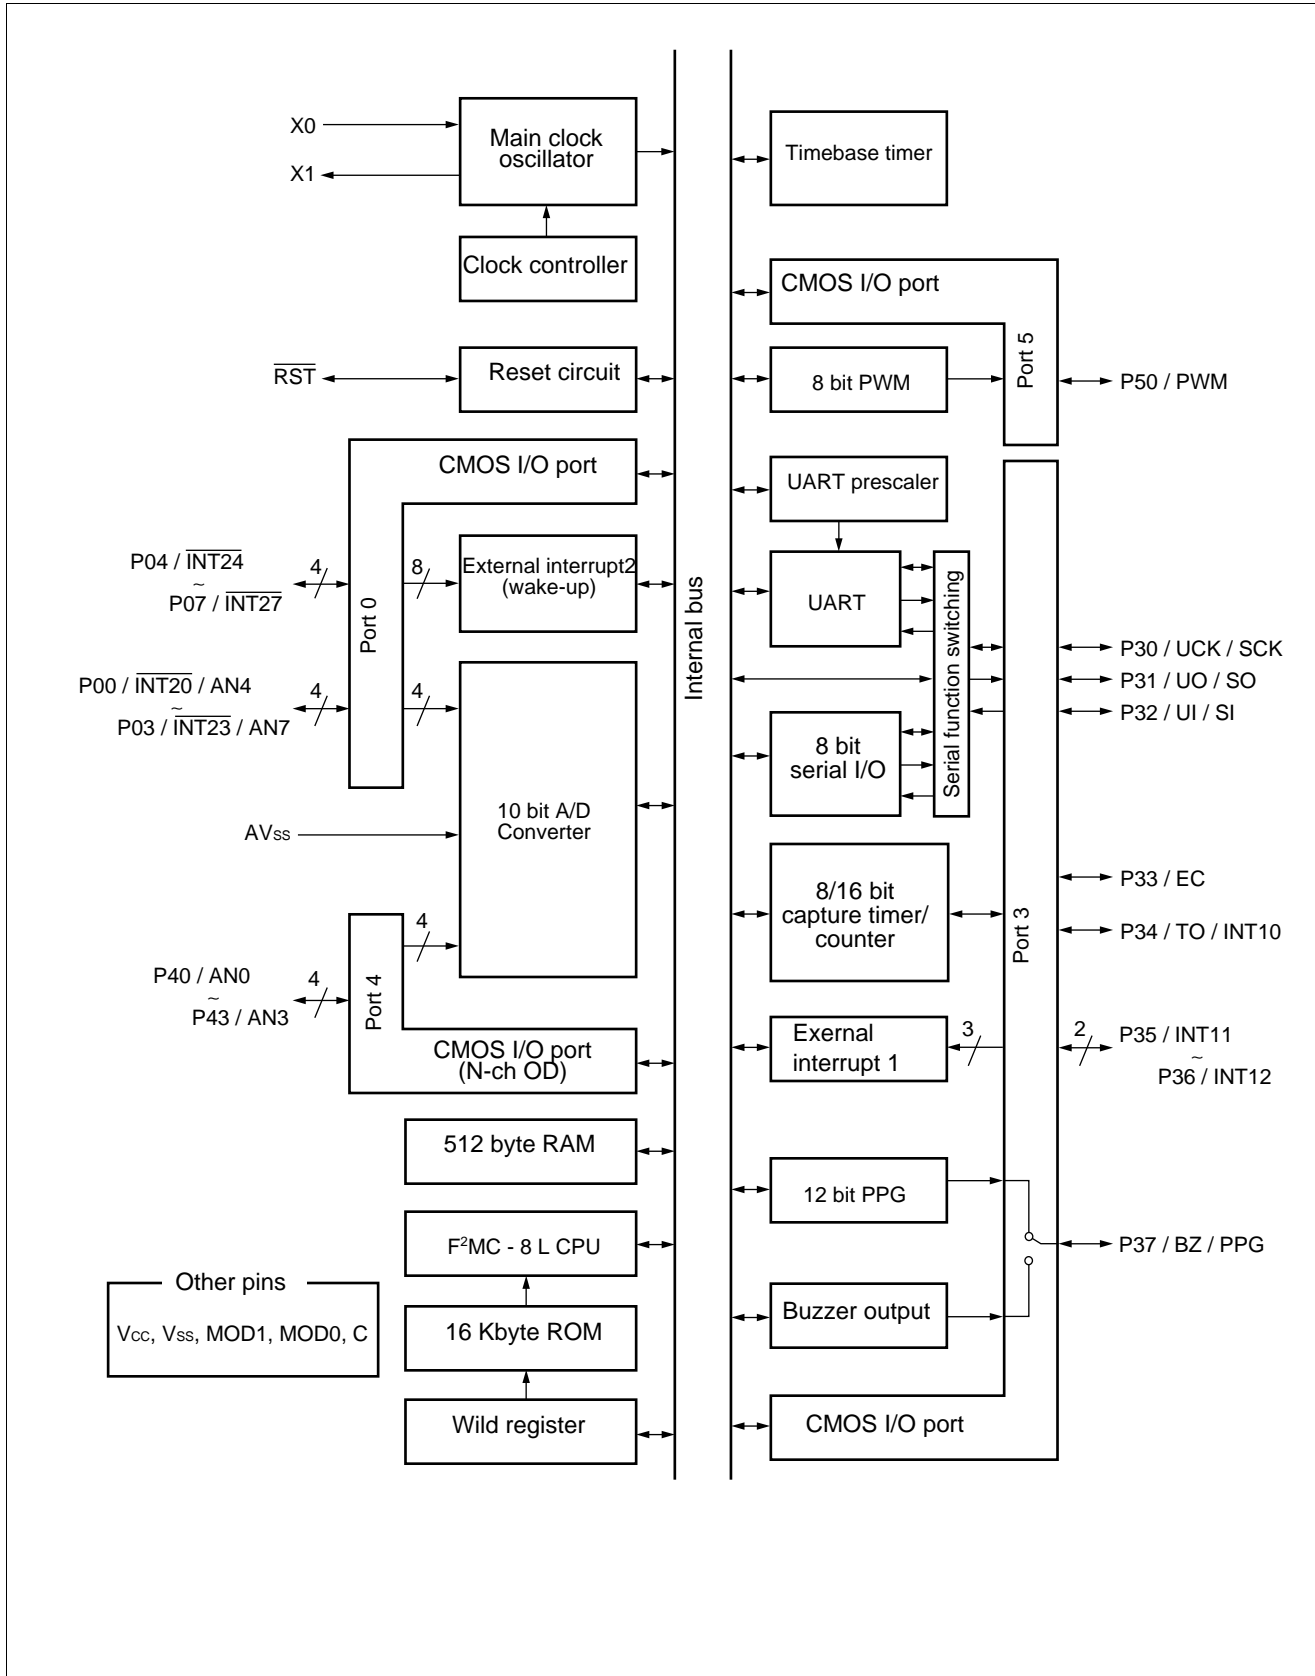 X0
X1
Main clock
oscillator
Clock controller
RST
Reset circuit
CMOS I/O port
P04 / INT24
~
P07 / INT27
4
Port 0
8
External interrupt2
(wake-up)
P00 / INT20 / AN4
~
P03 / INT23 / AN7
4
4
10 bit A/D
Converter
AVss
4
P40 / AN0
~
P43 / AN3
4
Port 4
CMOS I/O port
(N-ch OD)
512 byte RAM
F²MC - 8 L CPU
16 Kbyte ROM
Wild register
Other pins
Vcc, Vss, MOD1, MOD0, C
Internal bus
Timebase timer
CMOS I/O port
Port 5
8 bit PWM
P50 / PWM
UART prescaler
UART
Serial function switching
8 bit
serial I/O
P30 / UCK / SCK
P31 / UO / SO
P32 / UI / SI
8/16 bit
capture timer/
counter
Port 3
P33 / EC
P34 / TO / INT10
Exernal
interrupt 1
3
2
P35 / INT11
~
P36 / INT12
12 bit PPG
P37 / BZ / PPG
Buzzer output
CMOS I/O port